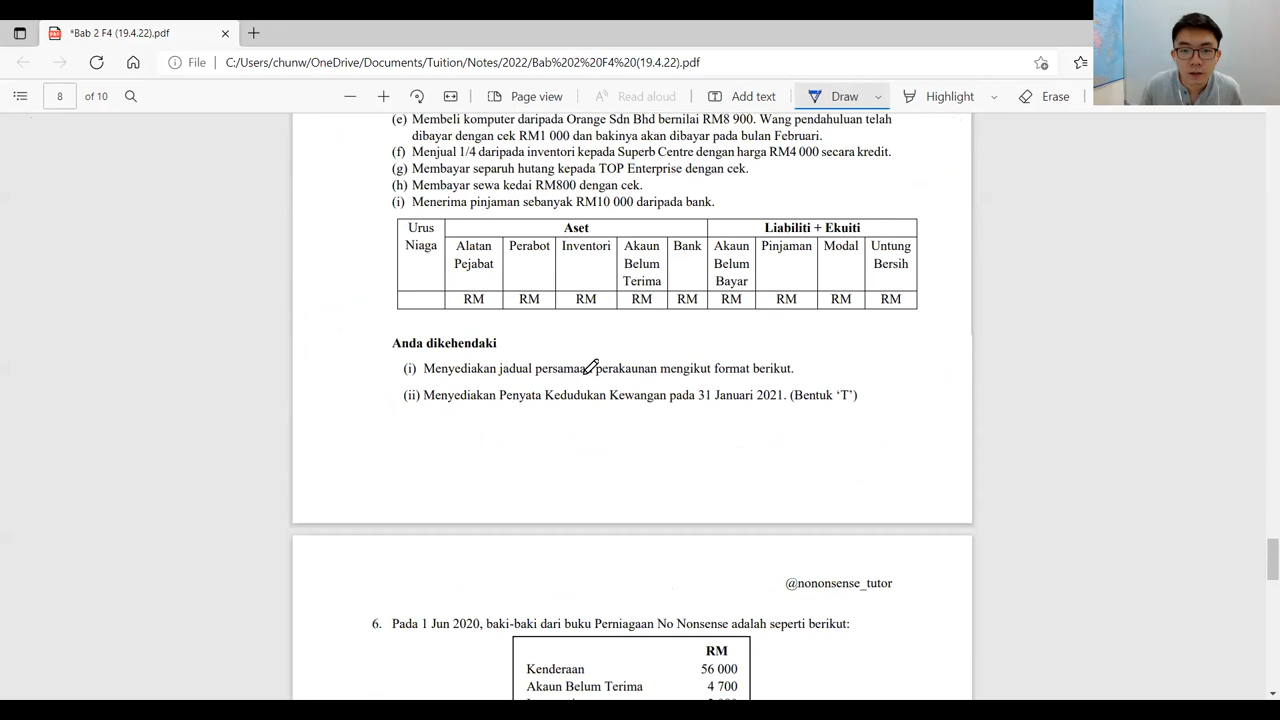 *Bab 2 F4 (19.4.22).pdf
File C:/Users/chunw/OneDrive/Documents/Tuition/Notes/2022/Bab%202%20F4%20(19.4.22).pdf
8 of 10 Page view Read aloud Add text Draw Highlight Erase
(e) Membeli komputer daripada Orange Sdn Bhd bernilai RM8 900. Wang pendahuluan telah
dibayar dengan cek RM1 000 dan bakinya akan dibayar pada bulan Februari.
(f) Menjual 1/4 daripada inventori kepada Superb Centre dengan harga RM4 000 secara kredit.
(g) Membayar separuh hutang kepada TOP Enterprise dengan cek.
(h) Membayar sewa kedai RM800 dengan cek.
(i) Menerima pinjaman sebanyak RM10 000 daripada bank.
Urus Niaga Aset Liabiliti + Ekuiti
Alatan Pejabat Perabot Inventori Akaun Belum Terima Bank Akaun Belum Bayar Pinjaman Modal Untung Bersih
RM RM RM RM RM RM RM RM RM
Anda dikehendaki
(i) Menyediakan jadual persamaan perakaunan mengikut format berikut.
(ii) Menyediakan Penyata Kedudukan Kewangan pada 31 Januari 2021. (Bentuk ‘T’)
@nononsense_tutor
6. Pada 1 Jun 2020, baki-baki dari buku Perniagaan No Nonsense adalah seperti berikut:
RM
Kenderaan 56 000
Akaun Belum Terima 4 700